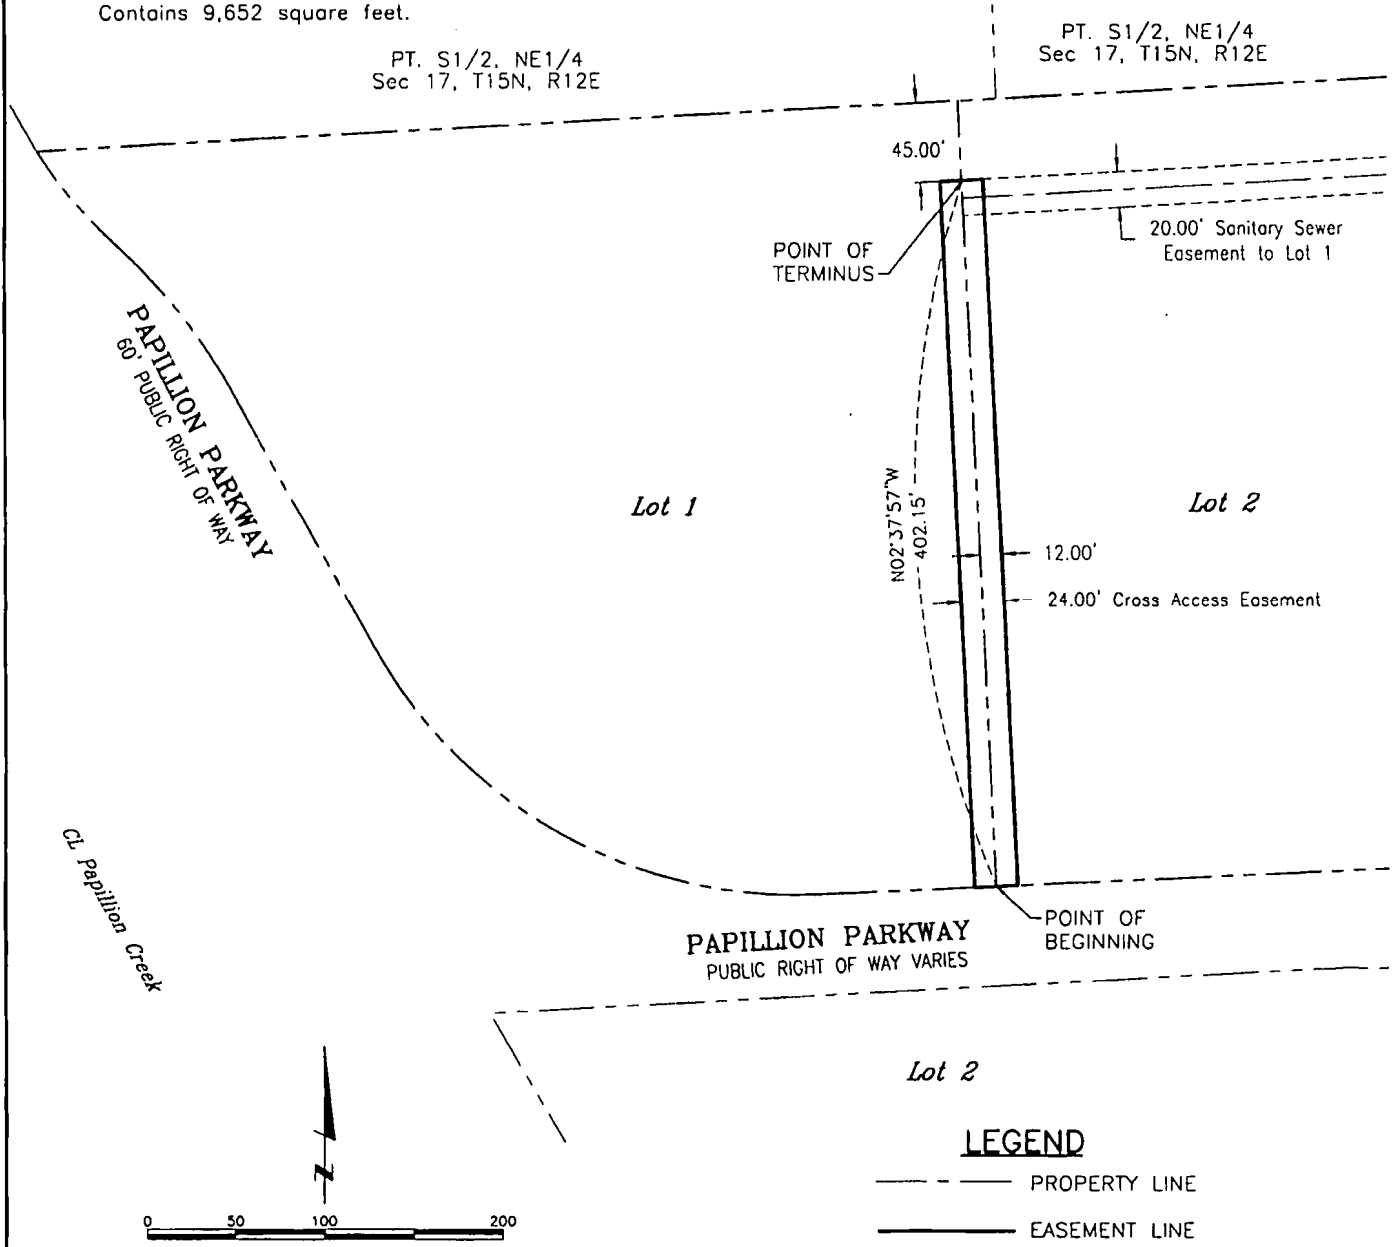 Contains 9,652 square feet.
PT. S1/2, NE1/4
Sec 17, T15N, R12E
PT. S1/2, NE1/4
Sec 17, T15N, R12E
45.00'
POINT OF
TERMINUS
20.00' Sanitary Sewer
Easement to Lot 1
PAPILLION PARKWAY
60' PUBLIC RIGHT OF WAY
Lot 1
N02°37'57"W
402.15'
Lot 2
12.00'
24.00' Cross Access Easement
CL Papillion Creek
POINT OF
BEGINNING
PAPILLION PARKWAY
PUBLIC RIGHT OF WAY VARIES
Lot 2
N
LEGEND
PROPERTY LINE
EASEMENT LINE
0 50 100 200